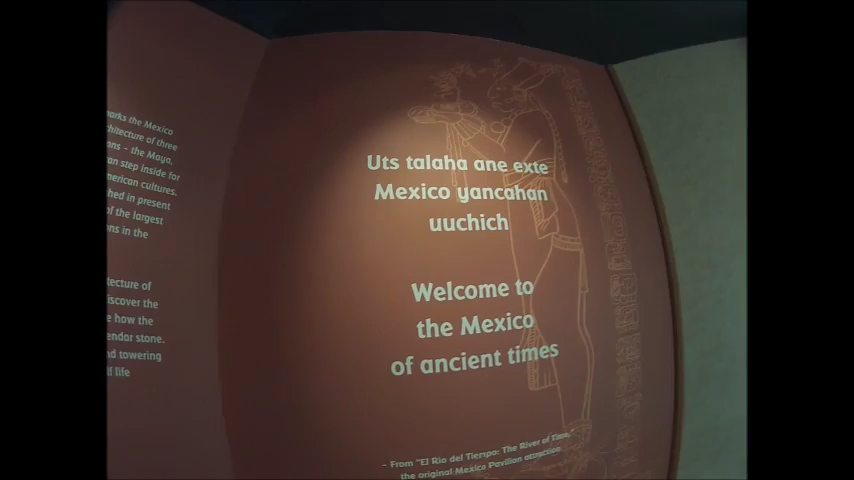 arks the Mexico
chitecture of three
ons - the Maya,
an step inside for
merican cultures.
hed in present
of the largest
ons in the
tecture of
iscover the
e how the
endar stone.
nd towering
lf life
Uts talaha ane exte
Mexico yancahan
uuchich
Welcome to
the Mexico
of ancient times
- From "El Rio del Tiempo: The River of Time,"
the original Mexico Pavilion attraction